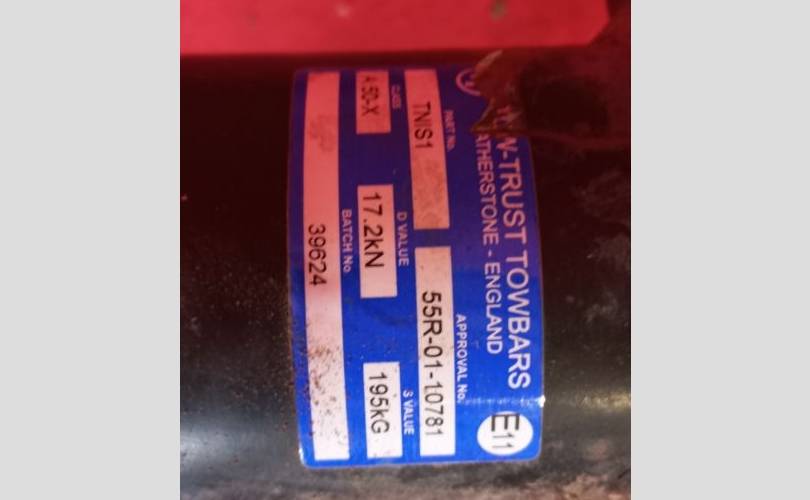 TOW-TRUST TOWBARS
ATHERSTONE - ENGLAND
E11
PART No.
APPROVAL No.
TNIS1
55R-01-10781
CLASS
D VALUE
S VALUE
A 50-X
17.2kN
195kG
BATCH No.
39624